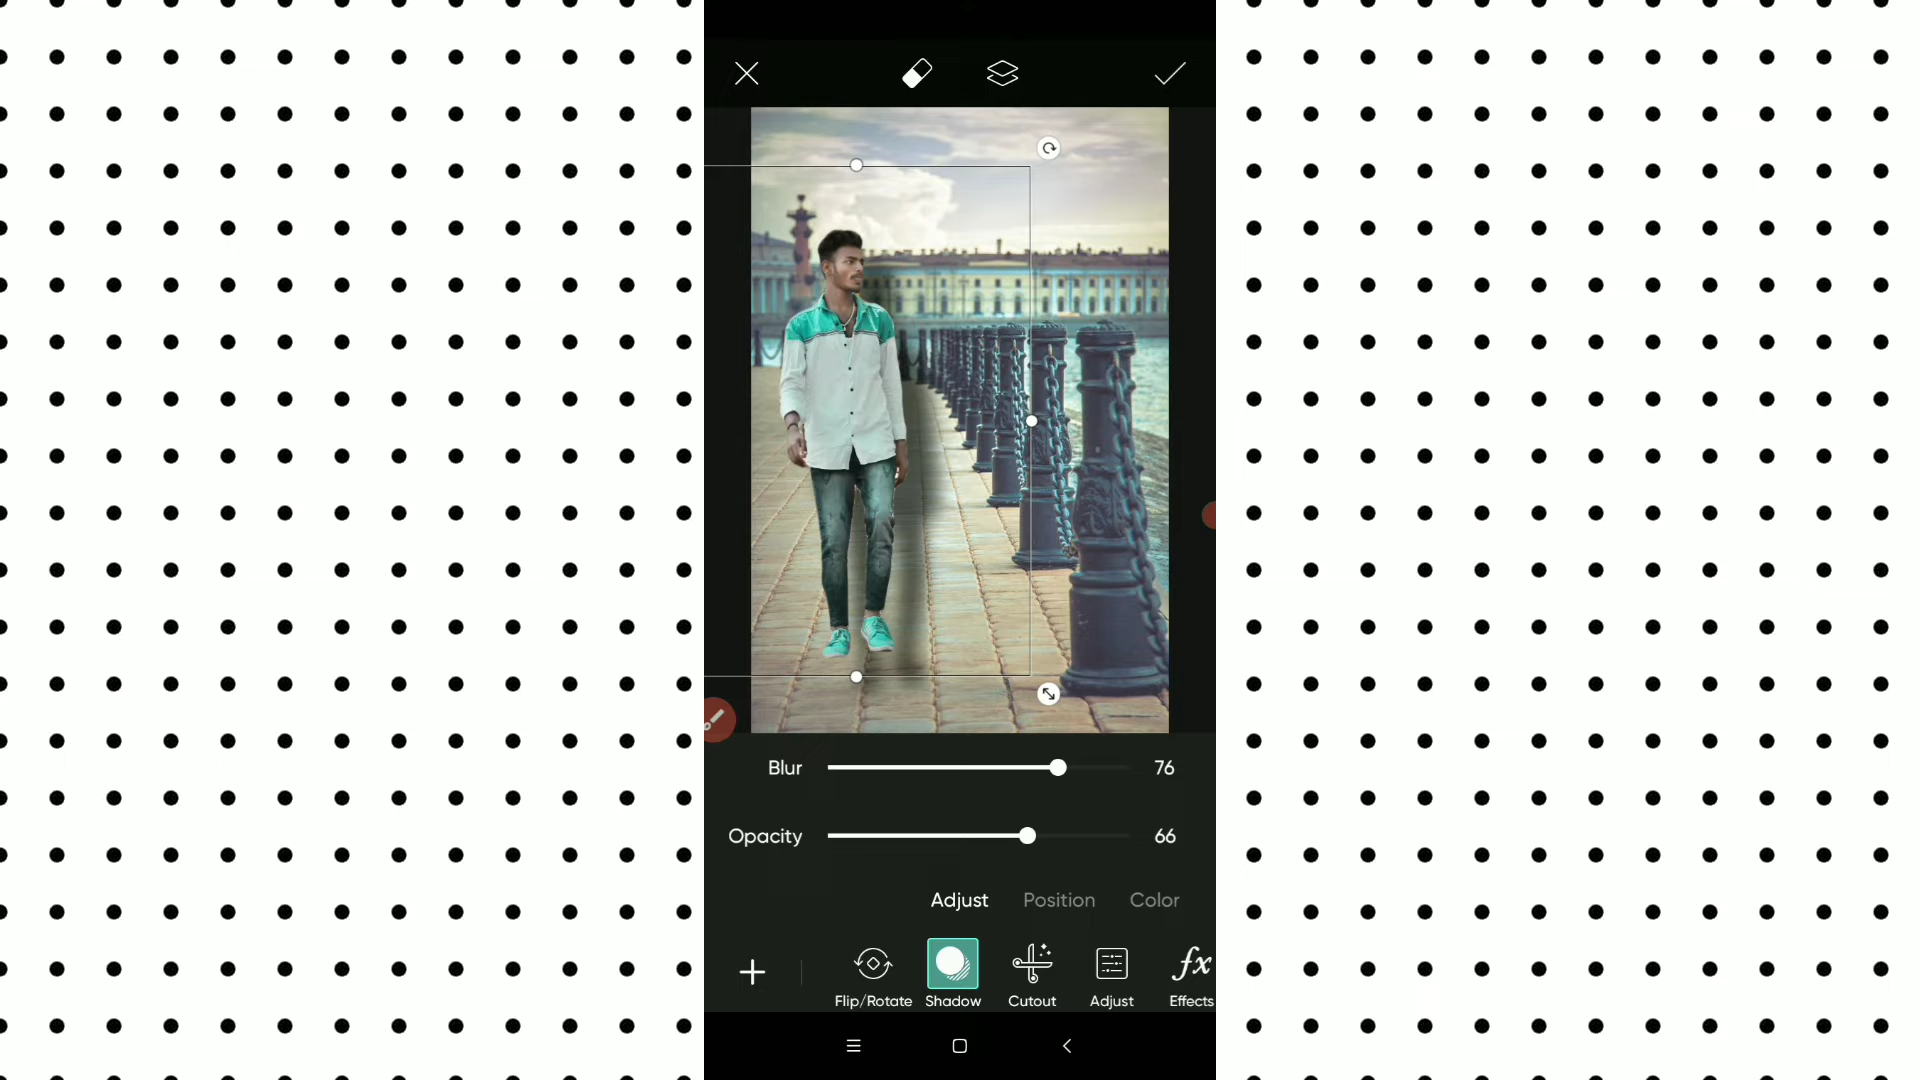 Blur 76
Opacity 66
Adjust Position Color
Flip/Rotate Shadow Cutout Adjust Effects